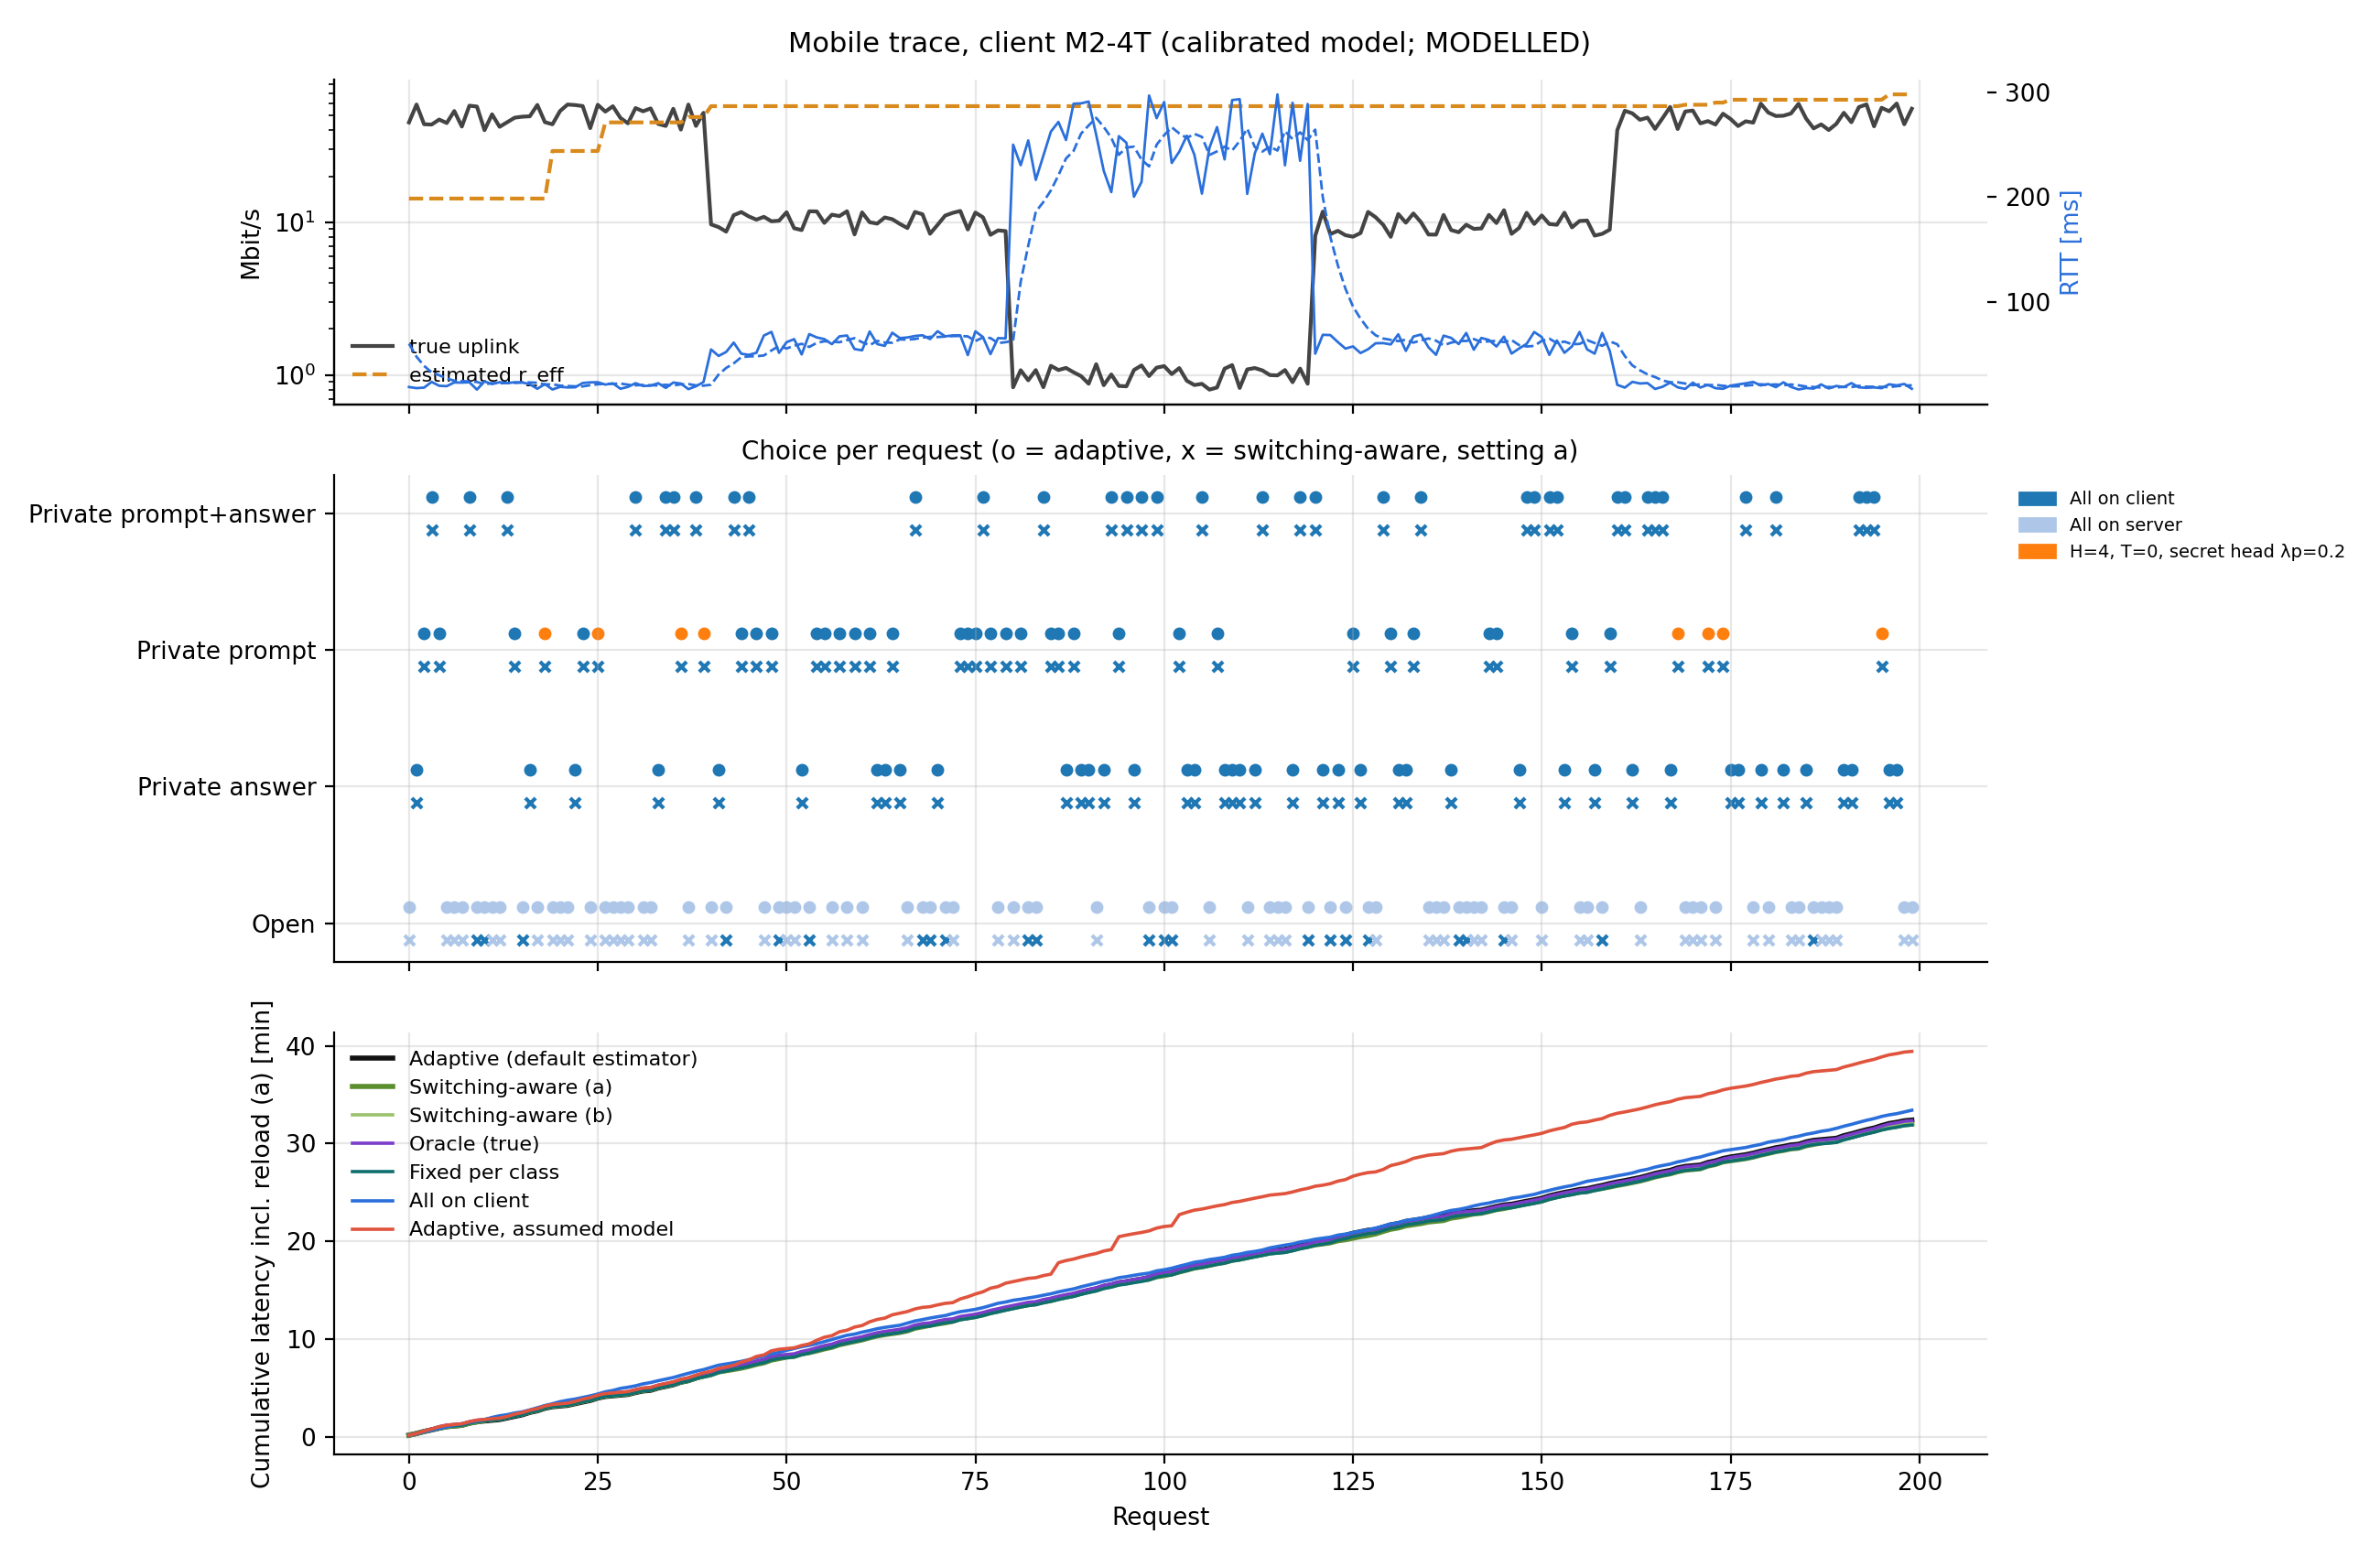 Mobile trace, client M2-4T (calibrated model; MODELLED)
Mbit/s
10¹
10⁰
300
200
100
RTT [ms]
true uplink
estimated r_eff
Choice per request (o = adaptive, x = switching-aware, setting a)
Private prompt+answer
Private prompt
Private answer
Open
All on client
All on server
H=4, T=0, secret head λp=0.2
Cumulative latency incl. reload (a) [min]
40
30
20
10
0
Adaptive (default estimator)
Switching-aware (a)
Switching-aware (b)
Oracle (true)
Fixed per class
All on client
Adaptive, assumed model
0 25 50 75 100 125 150 175 200
Request